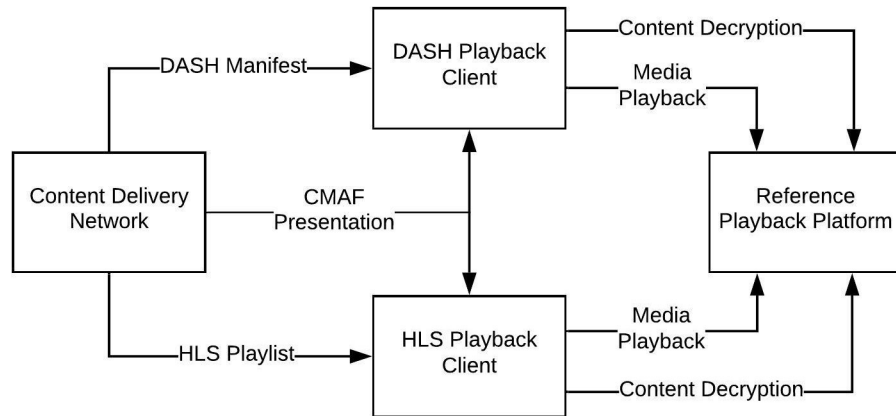 Content Decryption
DASH Playback
Client
DASH Manifest
Media
Playback
Content Delivery
Network
CMAF
Presentation
Reference
Playback Platform
HLS Playlist
HLS Playback
Client
Media
Playback
Content Decryption